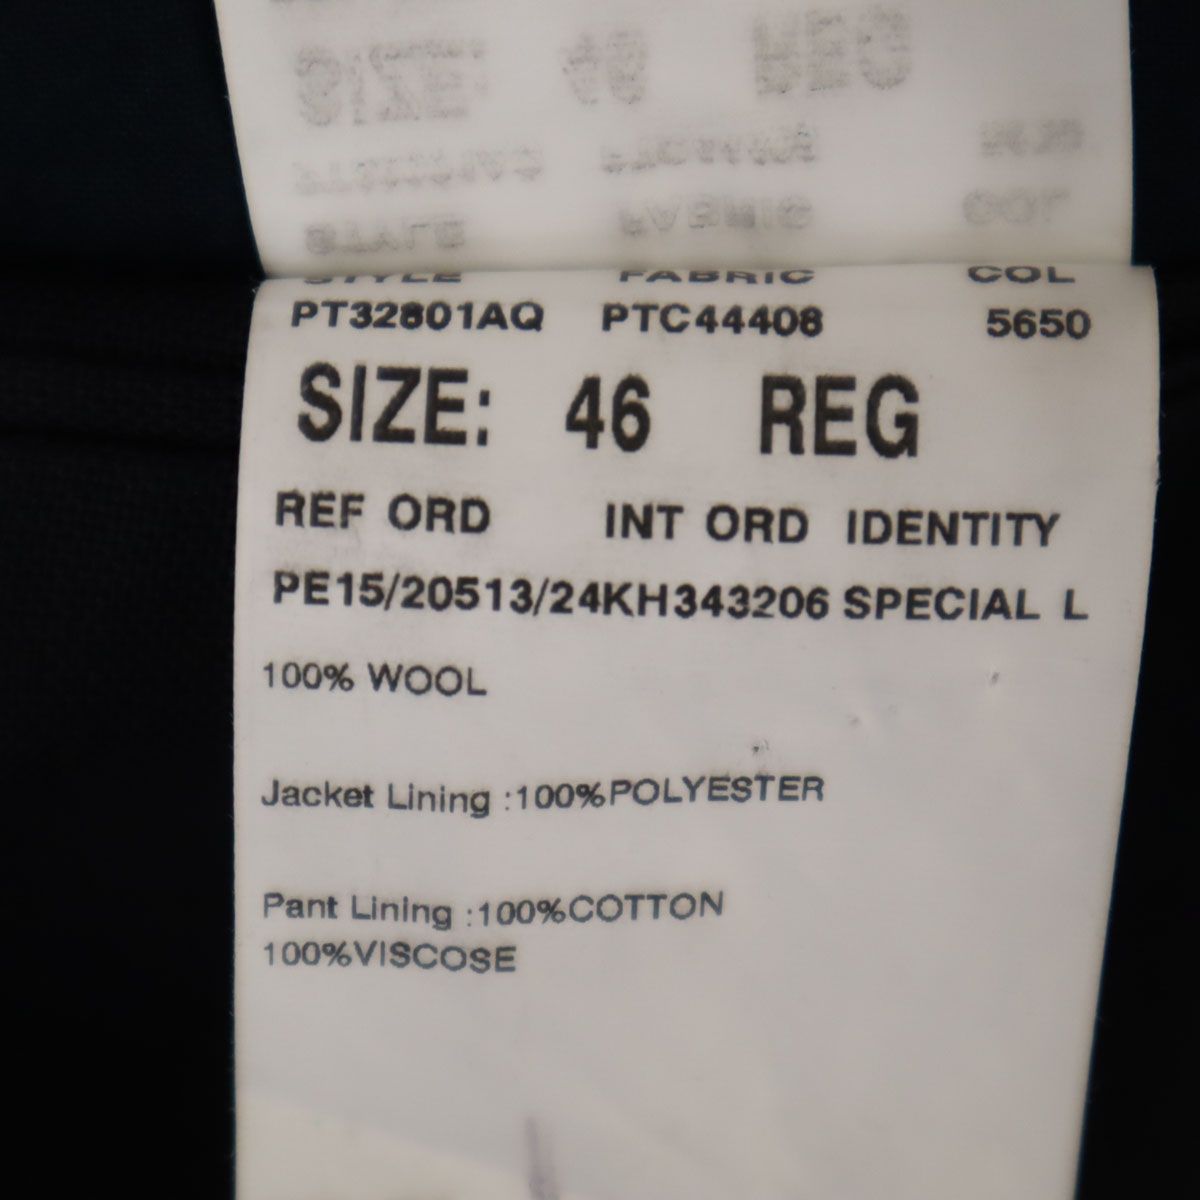 STYLE FABRIC COL
PT32801AQ PTC44408 5650
SIZE: 46 REG
REF ORD INT ORD IDENTITY
PE15/20513/24KH343206 SPECIAL L
100% WOOL
Jacket Lining :100%POLYESTER
Pant Lining :100%COTTON
100%VISCOSE